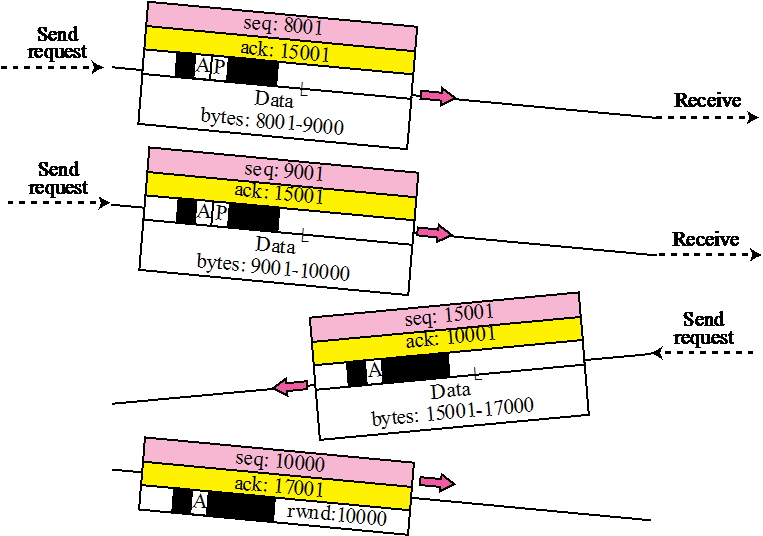 Send
request
seq: 8001
ack: 15001
A P
Data
bytes: 8001-9000
Receive
Send
request
seq: 9001
ack: 15001
A P
Data
bytes: 9001-10000
Receive
seq: 15001
ack: 10001
A
Data
bytes: 15001-17000
Send
request
seq: 10000
ack: 17001
A
rwnd:10000